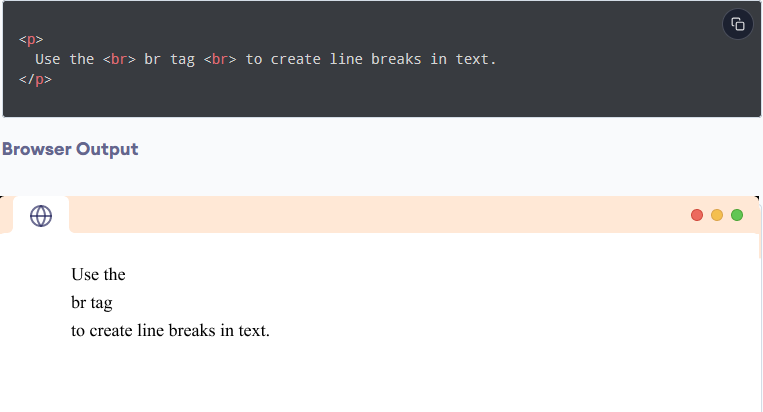 <p>
  Use the <br> br tag <br> to create line breaks in text.
</p>
Browser Output
Use the
br tag
to create line breaks in text.